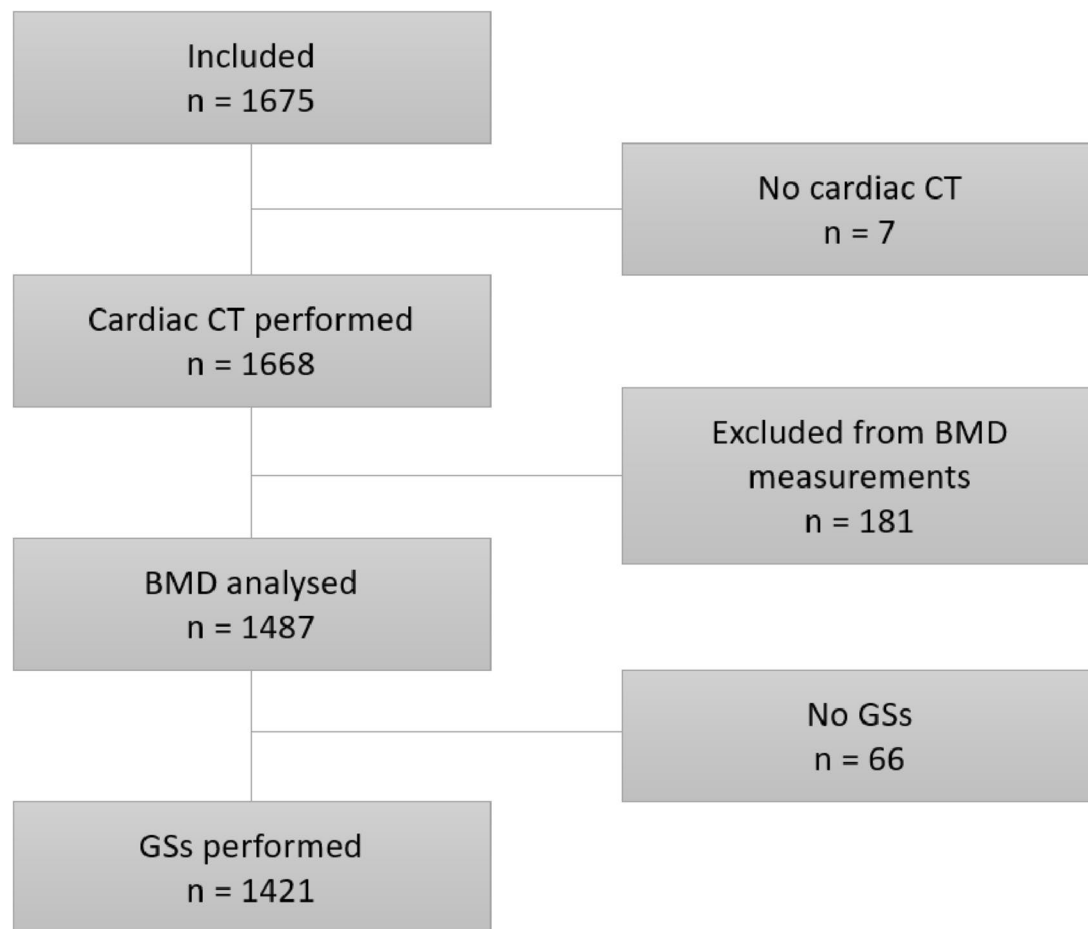 Included
n = 1675
No cardiac CT
n = 7
Cardiac CT performed
n = 1668
Excluded from BMD
measurements
n = 181
BMD analysed
n = 1487
No GSs
n = 66
GSs performed
n = 1421